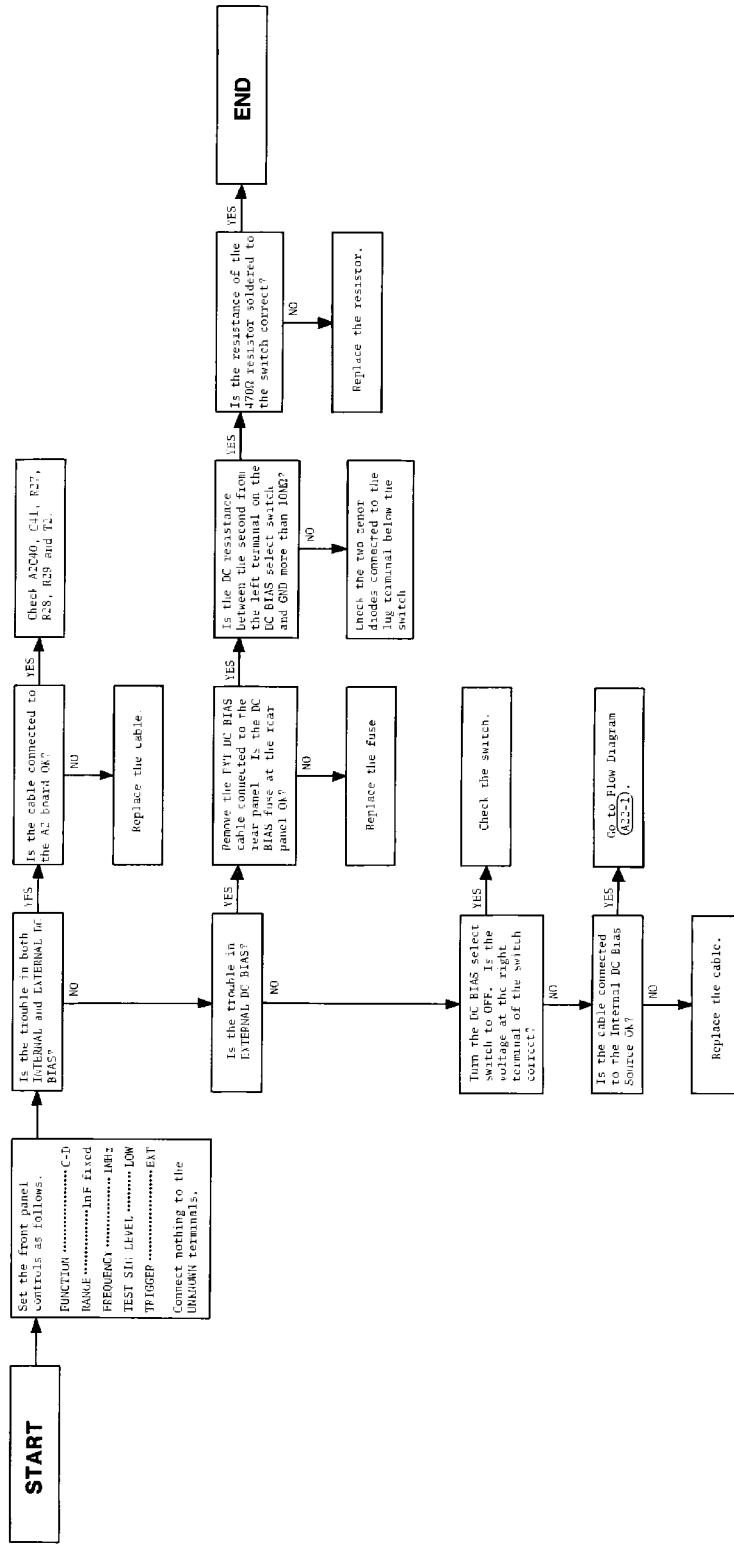 START
Set the front panel
controls as follows.
FUNCTION ················ C-D
RANGE ············ 1nF fixed
FREQUENCY ············· 1MHz
TEST SIG LEVEL ········· LOW
TRIGGER ················ EXT
Connect nothing to the
UNKNOWN terminals.
Is the trouble in both
INTERNAL and EXTERNAL DC
BIAS?
YES
NO
Is the cable connected to
the A2 board OK?
YES
NO
Check A2C40, C41, R27,
R28, R29 and T2.
Replace the cable.
Is the trouble in
EXTERNAL DC BIAS?
YES
NO
Remove the EXT DC BIAS
cable connected to the
rear panel. Is the DC
BIAS fuse at the rear
panel OK?
YES
NO
Replace the fuse
Is the DC resistance
between the second from
the left terminal on the
DC BIAS select switch
and GND more than 10MΩ?
YES
NO
Check the two zenor
diodes connected to the
lug terminal below the
switch
Is the resistance of the
470Ω resistor soldered to
the switch correct?
YES
NO
Replace the resistor.
END
Turn the DC BIAS select
switch to OFF. Is the
voltage at the right
terminal of the switch
correct?
YES
NO
Check the switch.
Is the cable connected
to the Internal DC Bias
Source OK?
YES
NO
Go to Flow Diagram
A22-1.
Replace the cable.